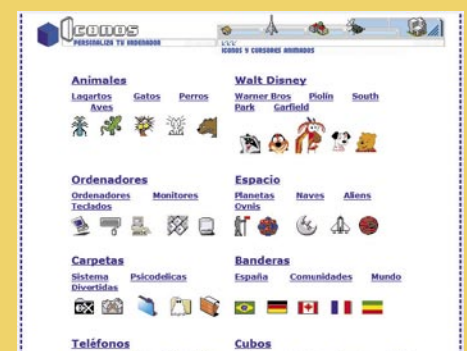 Iconos
PERSONALIZA TU ORDENADOR
XXX
ICONOS Y CURSORES ANIMADOS
Animales
Lagartos Gatos Perros
Aves
Walt Disney
Warner Bros Piolín South
Park Garfield
Ordenadores
Ordenadores Monitores
Teclados
Espacio
Planetas Naves Aliens
Ovnis
Carpetas
Sistema Psicodelicas
Divertidas
Banderas
España Comunidades Mundo
Teléfonos
Cubos